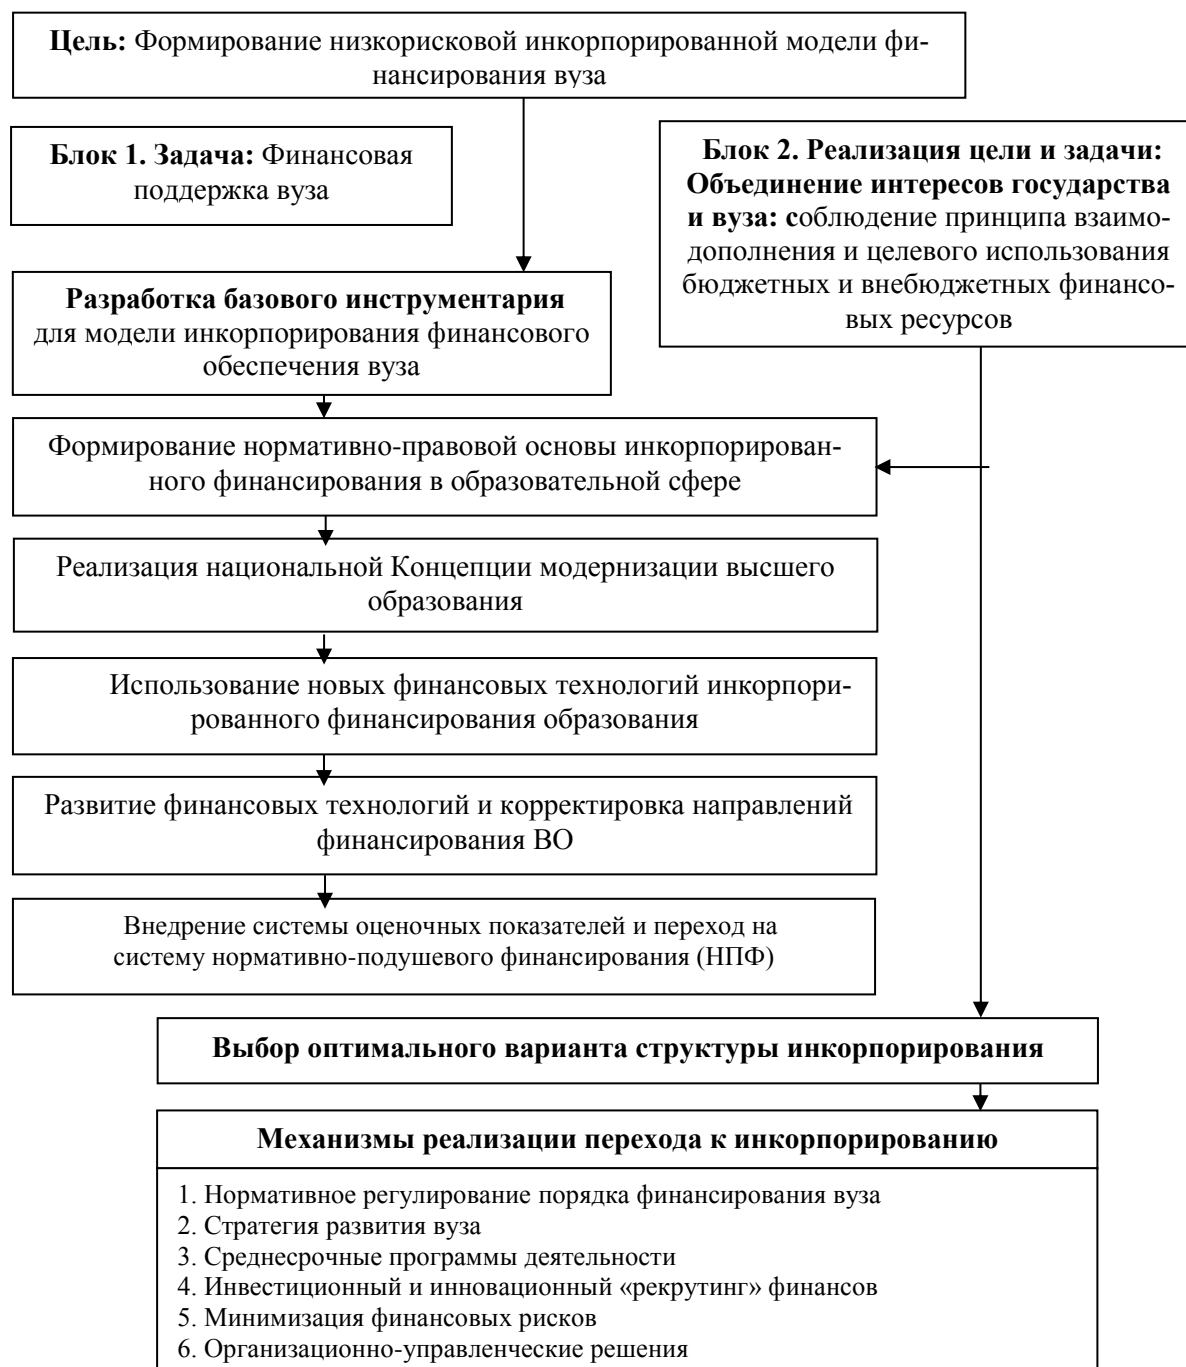 Цель: Формирование низкорисковой инкорпорированной модели фи-
нансирования вуза
Блок 1. Задача: Финансовая
поддержка вуза
Блок 2. Реализация цели и задачи:
Объединение интересов государства
и вуза: соблюдение принципа взаимо-
дополнения и целевого использования
бюджетных и внебюджетных финансо-
вых ресурсов
Разработка базового инструментария
для модели инкорпорирования финансового
обеспечения вуза
Формирование нормативно-правовой основы инкорпорирован-
ного финансирования в образовательной сфере
Реализация национальной Концепции модернизации высшего
образования
Использование новых финансовых технологий инкорпори-
рованного финансирования образования
Развитие финансовых технологий и корректировка направлений
финансирования ВО
Внедрение системы оценочных показателей и переход на
систему нормативно-подушевого финансирования (НПФ)
Выбор оптимального варианта структуры инкорпорирования
Механизмы реализации перехода к инкорпорированию
1. Нормативное регулирование порядка финансирования вуза
2. Стратегия развития вуза
3. Среднесрочные программы деятельности
4. Инвестиционный и инновационный «рекрутинг» финансов
5. Минимизация финансовых рисков
6. Организационно-управленческие решения